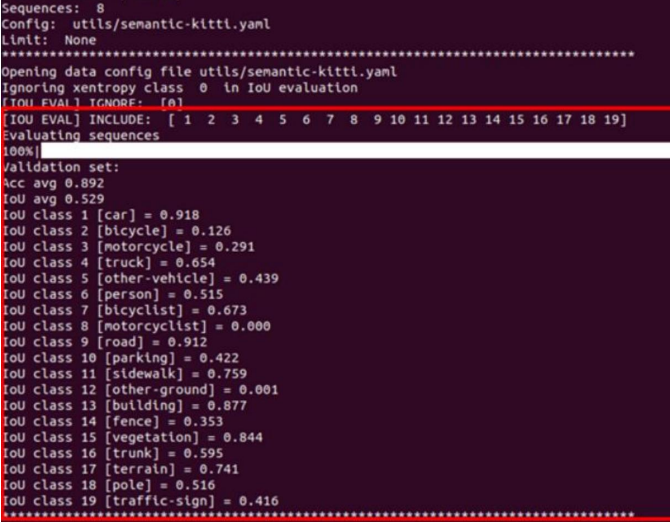 Sequences:  8
Config:  utils/semantic-kitti.yaml
Limit:  None
********************************************************************************
Opening data config file utils/semantic-kitti.yaml
Ignoring xentropy class  0  in IoU evaluation
[IOU EVAL] IGNORE:  [0]
[IOU EVAL] INCLUDE:  [ 1  2  3  4  5  6  7  8  9 10 11 12 13 14 15 16 17 18 19]
Evaluating sequences
100%|
Validation set:
Acc avg 0.892
IoU avg 0.529
IoU class 1 [car] = 0.918
IoU class 2 [bicycle] = 0.126
IoU class 3 [motorcycle] = 0.291
IoU class 4 [truck] = 0.654
IoU class 5 [other-vehicle] = 0.439
IoU class 6 [person] = 0.515
IoU class 7 [bicyclist] = 0.673
IoU class 8 [motorcyclist] = 0.000
IoU class 9 [road] = 0.912
IoU class 10 [parking] = 0.422
IoU class 11 [sidewalk] = 0.759
IoU class 12 [other-ground] = 0.001
IoU class 13 [building] = 0.877
IoU class 14 [fence] = 0.353
IoU class 15 [vegetation] = 0.844
IoU class 16 [trunk] = 0.595
IoU class 17 [terrain] = 0.741
IoU class 18 [pole] = 0.516
IoU class 19 [traffic-sign] = 0.416
********************************************************************************